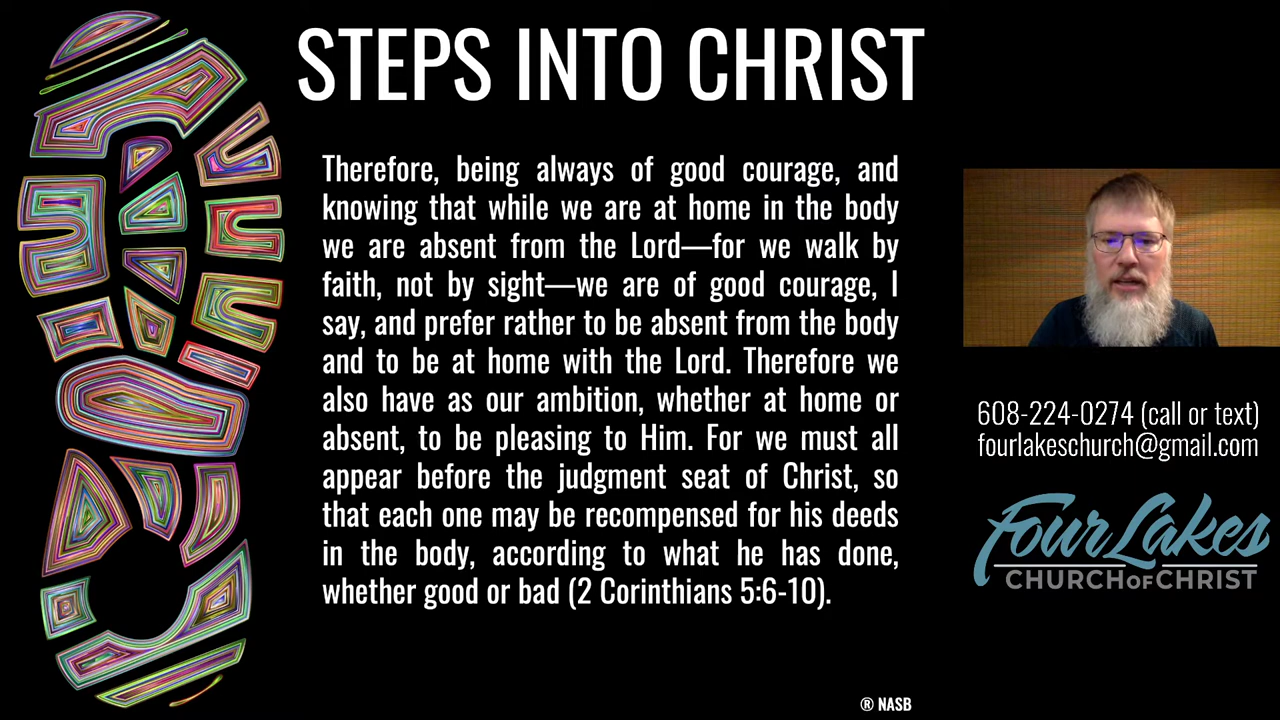 STEPS INTO CHRIST
Therefore, being always of good courage, and
knowing that while we are at home in the body
we are absent from the Lord—for we walk by
faith, not by sight—we are of good courage, I
say, and prefer rather to be absent from the body
and to be at home with the Lord. Therefore we
also have as our ambition, whether at home or
absent, to be pleasing to Him. For we must all
appear before the judgment seat of Christ, so
that each one may be recompensed for his deeds
in the body, according to what he has done,
whether good or bad (2 Corinthians 5:6-10).
608-224-0274 (call or text)
fourlakeschurch@gmail.com
Four Lakes
CHURCH OF CHRIST
® NASB